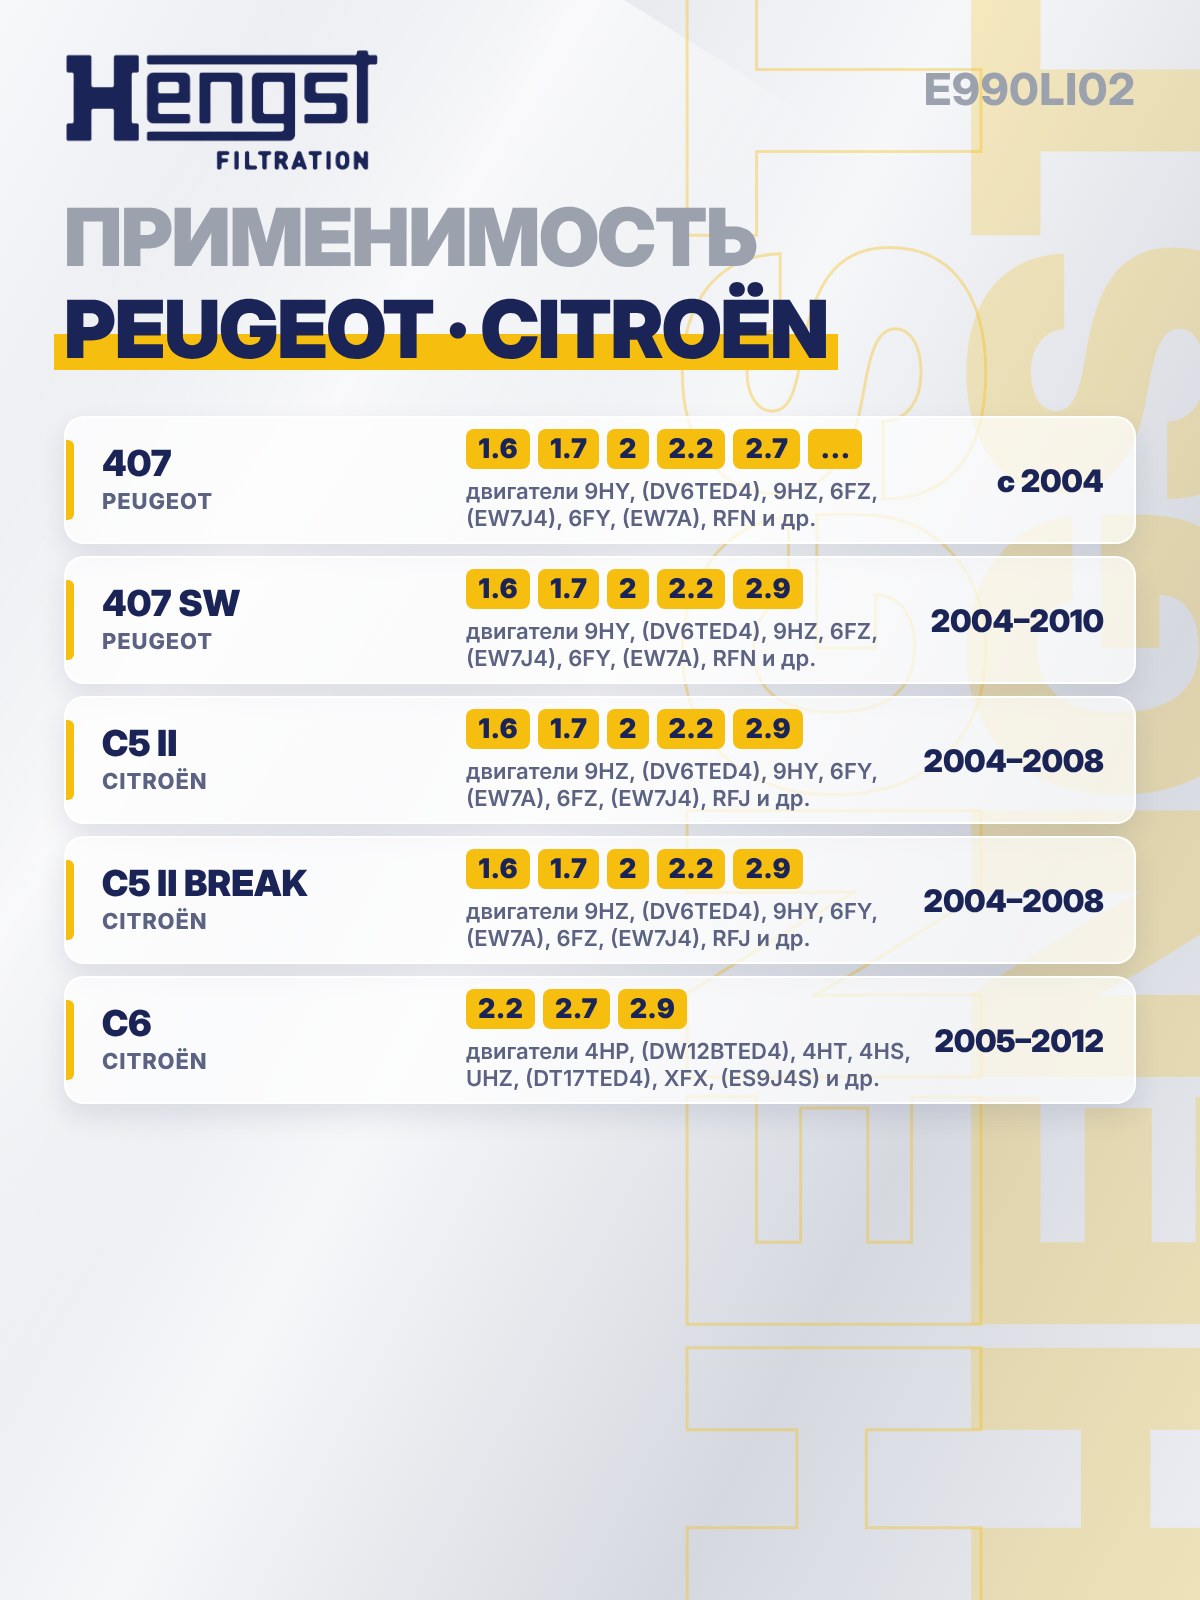 Hengst
FILTRATION
E990LI02
ПРИМЕНИМОСТЬ
PEUGEOT · CITROËN
407
PEUGEOT
1.6 1.7 2 2.2 2.7 ...
двигатели 9HY, (DV6TED4), 9HZ, 6FZ,
(EW7J4), 6FY, (EW7A), RFN и др.
с 2004
407 SW
PEUGEOT
1.6 1.7 2 2.2 2.9
двигатели 9HY, (DV6TED4), 9HZ, 6FZ,
(EW7J4), 6FY, (EW7A), RFN и др.
2004–2010
C5 II
CITROËN
1.6 1.7 2 2.2 2.9
двигатели 9HZ, (DV6TED4), 9HY, 6FY,
(EW7A), 6FZ, (EW7J4), RFJ и др.
2004–2008
C5 II BREAK
CITROËN
1.6 1.7 2 2.2 2.9
двигатели 9HZ, (DV6TED4), 9HY, 6FY,
(EW7A), 6FZ, (EW7J4), RFJ и др.
2004–2008
C6
CITROËN
2.2 2.7 2.9
двигатели 4HP, (DW12BTED4), 4HT, 4HS,
UHZ, (DT17TED4), XFX, (ES9J4S) и др.
2005–2012
HENGST
HENGST